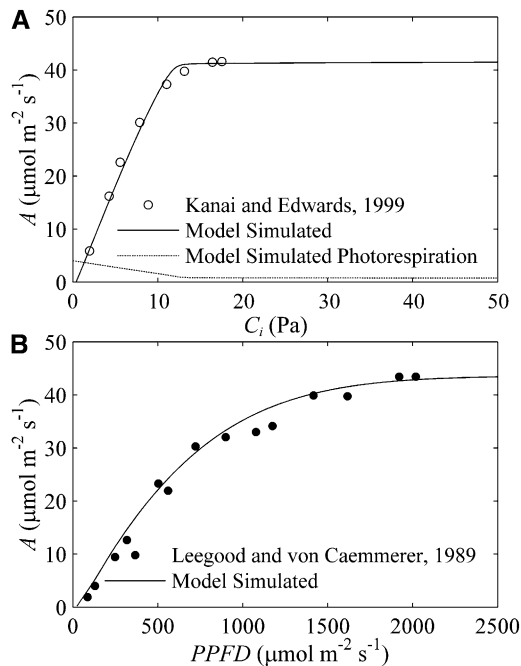 A
50
40
30
20
10
0
A (μmol m-2 s-1)
Kanai and Edwards, 1999
Model Simulated
Model Simulated Photorespiration
0 10 20 30 40 50
Ci (Pa)
B
50
40
30
20
10
0
A (μmol m-2 s-1)
Leegood and von Caemmerer, 1989
Model Simulated
0 500 1000 1500 2000 2500
PPFD (μmol m-2 s-1)